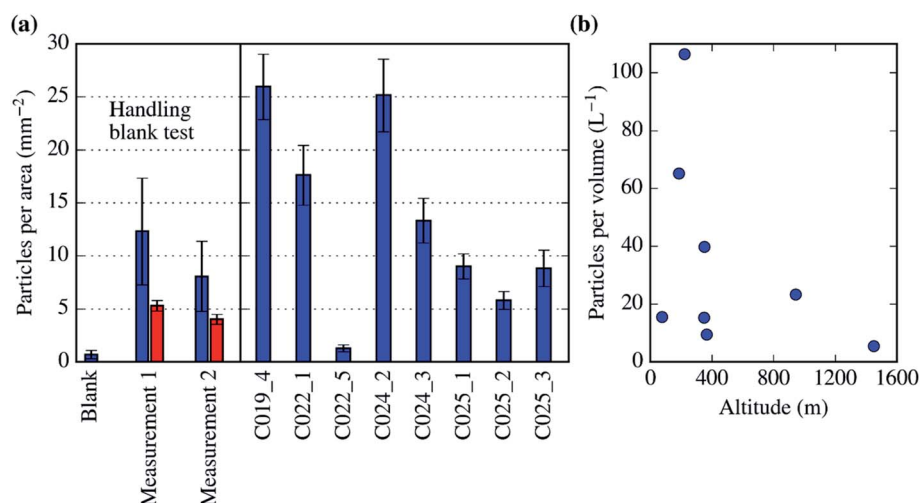 (a)
Particles per area (mm⁻²)
30
25
20
15
10
5
0
Handling
blank test
Blank
Measurement 1
Measurement 2
C019_4
C022_1
C022_5
C024_2
C024_3
C025_1
C025_2
C025_3
(b)
Particles per volume (L⁻¹)
100
80
60
40
20
0
0 400 800 1200 1600
Altitude (m)